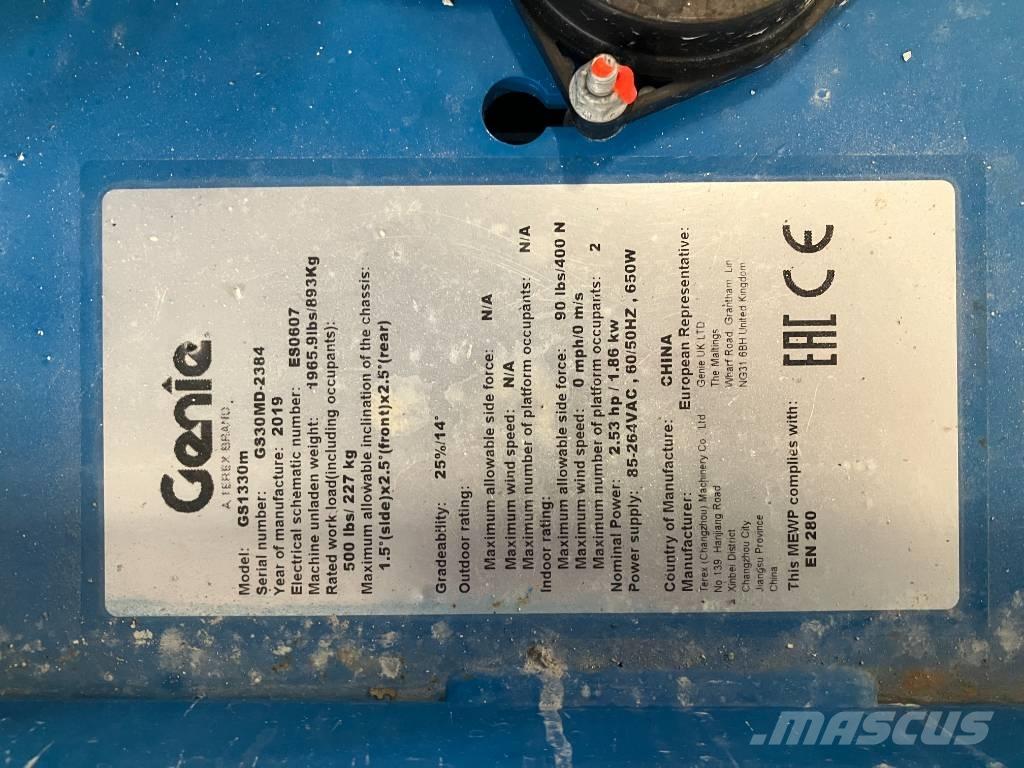 Genie
A TEREX BRAND
Model: GS1330m
Serial number: GS30MD-2384
Year of manufacture: 2019
Electrical schematic number: ES0607
Machine unladen weight: 1965.9lbs/893Kg
Rated work load(including occupants):
500 lbs/ 227 kg
Maximum allowable inclination of the chassis:
1.5°(side)x2.5°(front)x2.5°(rear)
Gradeability: 25%/14°
Outdoor rating:
Maximum allowable side force: N/A
Maximum wind speed: N/A
Maximum number of platform occupants: N/A
Indoor rating:
Maximum allowable side force: 90 lbs/400 N
Maximum wind speed: 0 mph/0 m/s
Maximum number of platform occupants: 2
Nominal Power: 2.53 hp / 1.86 kw
Power supply: 85-264VAC , 60/50HZ , 650W
Country of Manufacture: CHINA
Manufacturer:
Terex (Changzhou) Machinery Co., Ltd
No 139 Hanjiang Road
Xinbei District
Changzhou City
Jiangsu Province
China
European Representative:
Genie UK LTD
The Maltings
Wharf Road, Grantham, Lin
NG31 6BH United Kingdom
This MEWP complies with:
EN 280
EAC CE
MASCUS